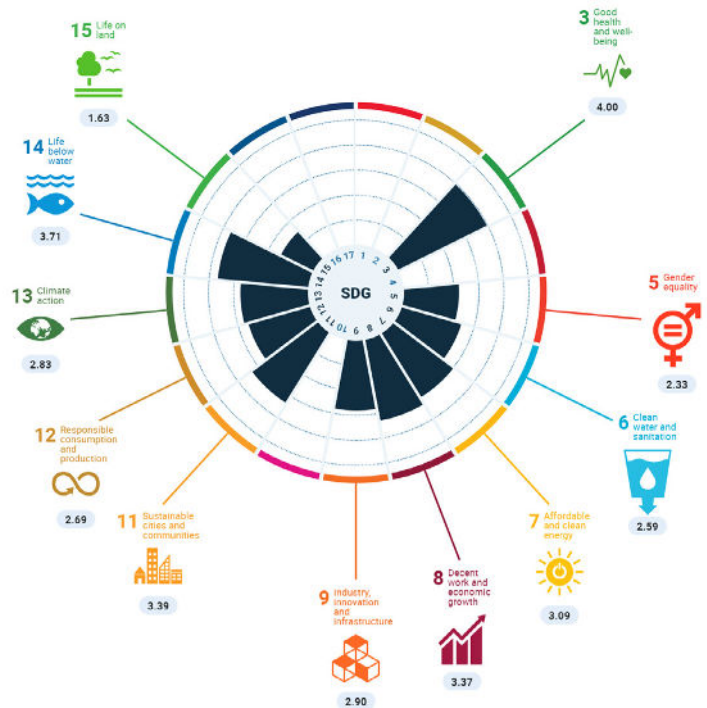 15 Life on
land
1.63
3 Good
health
and well-
being
4.00
14 Life
below
water
3.71
13 Climate
action
2.83
5 Gender
equality
2.33
12 Responsible
consumption
and
production
2.69
6 Clean
water and
sanitation
2.59
11 Sustainable
cities and
communities
3.39
7 Affordable
and clean
energy
3.09
8 Decent
work and
economic
growth
3.37
9 Industry,
innovation
and
infrastructure
2.90
SDG
1 2 3 4 5 6 7 8 9 10 11 12 13 14 15 16 17